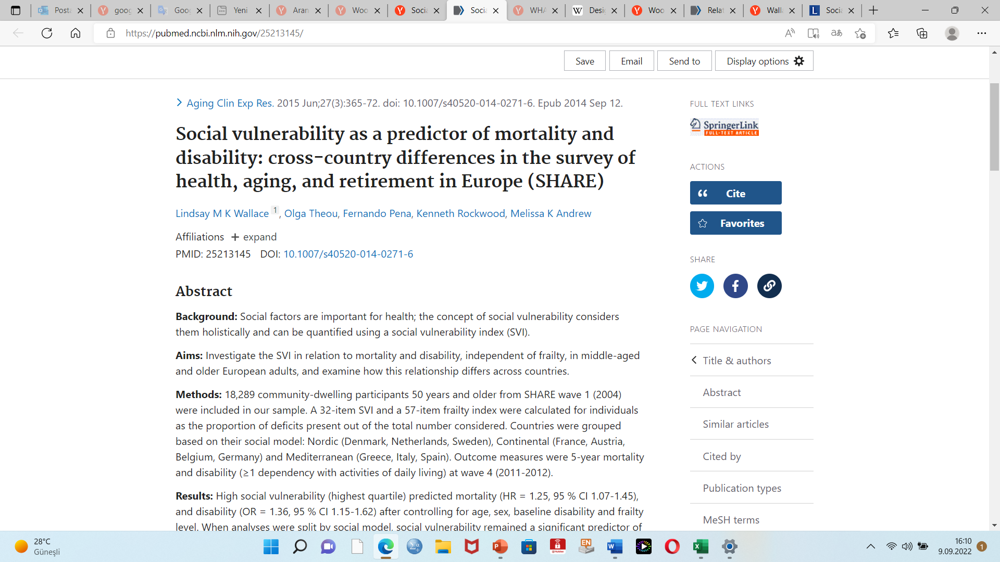 Posta
goog
Goog
Yeni
Aran
Woo
Socia
Socia
WHA
Desi
Woo
Relat
Walla
Socia
https://pubmed.ncbi.nlm.nih.gov/25213145/
Save
Email
Send to
Display options
Aging Clin Exp Res. 2015 Jun;27(3):365-72. doi: 10.1007/s40520-014-0271-6. Epub 2014 Sep 12.
Social vulnerability as a predictor of mortality and
disability: cross-country differences in the survey of
health, aging, and retirement in Europe (SHARE)
Lindsay M K Wallace 1, Olga Theou, Fernando Pena, Kenneth Rockwood, Melissa K Andrew
Affiliations + expand
PMID: 25213145 DOI: 10.1007/s40520-014-0271-6
Abstract
Background: Social factors are important for health; the concept of social vulnerability considers
them holistically and can be quantified using a social vulnerability index (SVI).
Aims: Investigate the SVI in relation to mortality and disability, independent of frailty, in middle-aged
and older European adults, and examine how this relationship differs across countries.
Methods: 18,289 community-dwelling participants 50 years and older from SHARE wave 1 (2004)
were included in our sample. A 32-item SVI and a 57-item frailty index were calculated for individuals
as the proportion of deficits present out of the total number considered. Countries were grouped
based on their social model: Nordic (Denmark, Netherlands, Sweden), Continental (France, Austria,
Belgium, Germany) and Mediterranean (Greece, Italy, Spain). Outcome measures were 5-year mortality
and disability (≥1 dependency with activities of daily living) at wave 4 (2011-2012).
Results: High social vulnerability (highest quartile) predicted mortality (HR = 1.25, 95 % CI 1.07-1.45),
and disability (OR = 1.36, 95 % CI 1.15-1.62) after controlling for age, sex, baseline disability and frailty
level. When analyses were split by social model, social vulnerability remained a significant predictor of
FULL TEXT LINKS
SpringerLink
FULL-TEXT ARTICLE
ACTIONS
Cite
Favorites
SHARE
PAGE NAVIGATION
Title & authors
Abstract
Similar articles
Cited by
Publication types
MeSH terms
28°C
Güneşli
EN
16:10
9.09.2022
1